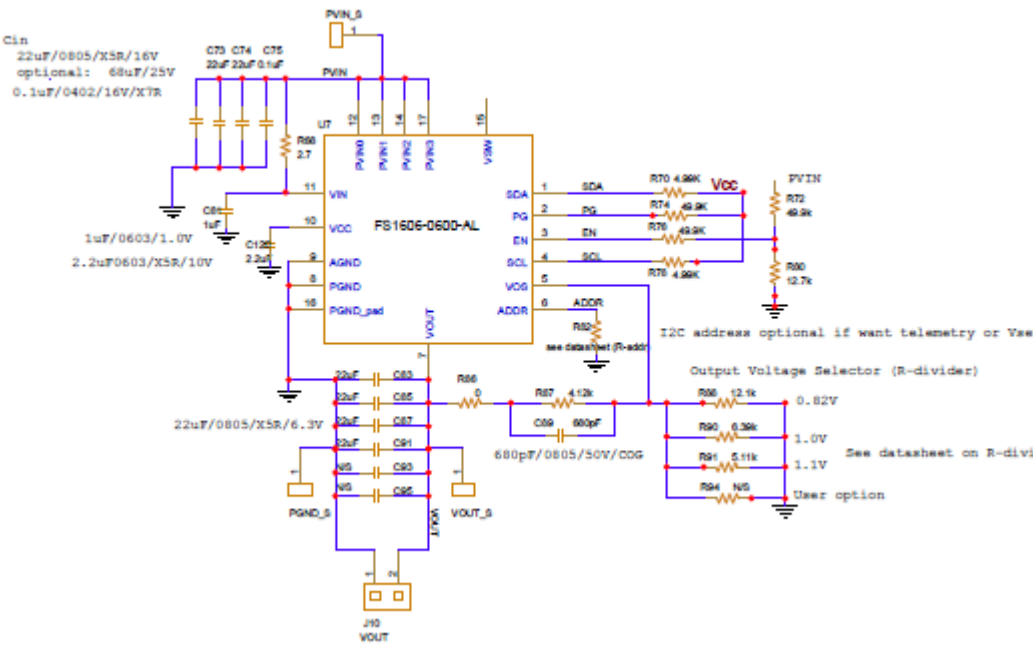 PVIN_S
1
Cin
22uF/0805/X5R/16V
optional: 68uF/25V
0.1uF/0402/16V/X7R
C73 C74 C75
22uF 22uF 0.1uF
PVIN
12 13 14 17 15
U7
PVIN0 PVIN1 PVIN2 PVIN3 VSW
2.7
11 VIN
1uF
1uF/0603/1.0V
10 VCC
2.2uF
2.2uF0603/X5R/10V
9 AGND
8 PGND
16 PGND_pad
FS1606-0600-AL
SDA 1 SDA R70 4.99K
PG 2 PG R74 49.9K
EN 3 EN R76 49.9K
SCL 4 SCL R78 4.99K
VOS 5
ADDR 6 ADDR
VCC
PVIN
R72
49.9k
R80
12.7k
R82
see datasheet (R-addr
I2C address optional if want telemetry or Vse
VOUT
7
22uF C83
22uF C85
22uF C87
22uF C91
N/S C93
N/S C95
22uF/0805/X5R/6.3V
R86
0
R87 4.12k
C89 680pF
680pF/0805/50V/COG
Output Voltage Selector (R-divider)
12.1k 0.82V
R90 6.39k
1.0V
See datasheet on R-divi
R91 5.11k
1.1V
R94 N/S
User option
1
PGND_S
1
VOUT_S
VOUT
1 2
J10
VOUT